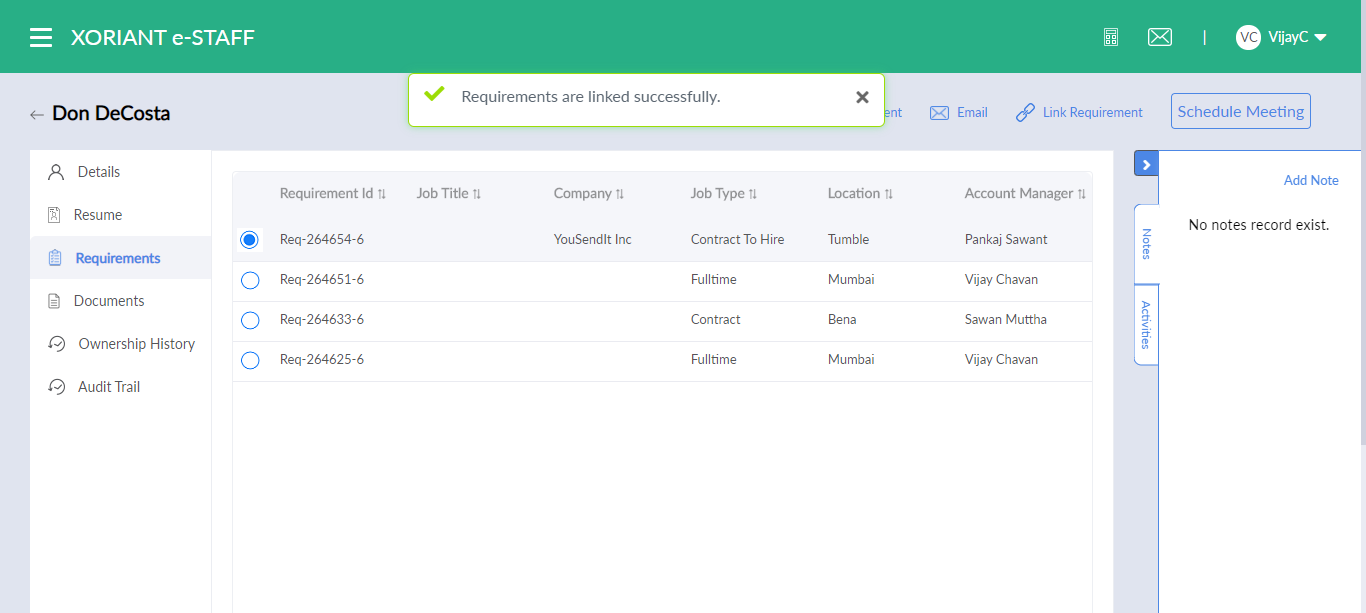 XORIANT e-STAFF
VC VijayC
Requirements are linked successfully.
Don DeCosta
Email Link Requirement Schedule Meeting
Details
Resume
Requirements
Documents
Ownership History
Audit Trail
Requirement Id Job Title Company Job Type Location Account Manager
Req-264654-6 YouSendIt Inc Contract To Hire Tumble Pankaj Sawant
Req-264651-6 Fulltime Mumbai Vijay Chavan
Req-264633-6 Contract Bena Sawan Muttha
Req-264625-6 Fulltime Mumbai Vijay Chavan
Notes
Activities
Add Note
No notes record exist.